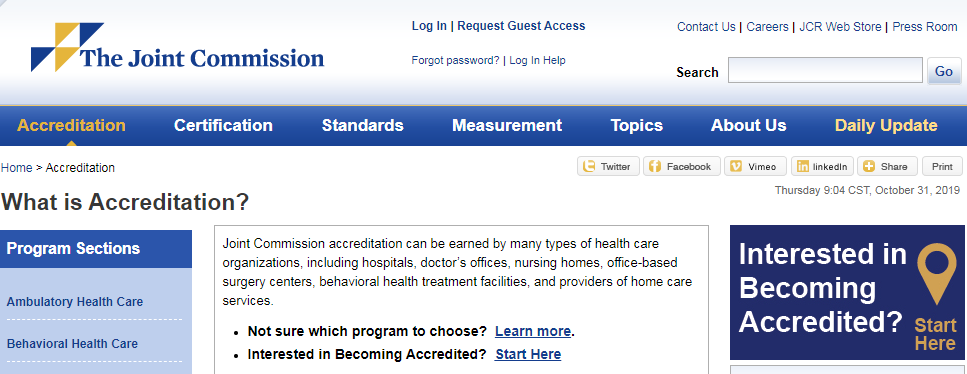 The Joint Commission
Log In | Request Guest Access
Forgot password? | Log In Help
Contact Us | Careers | JCR Web Store | Press Room
Search
Go
Accreditation Certification Standards Measurement Topics About Us Daily Update
Home > Accreditation
Twitter Facebook Vimeo linkedIn Share Print
Thursday 9:04 CST, October 31, 2019
What is Accreditation?
Program Sections
Ambulatory Health Care
Behavioral Health Care
Joint Commission accreditation can be earned by many types of health care
organizations, including hospitals, doctor's offices, nursing homes, office-based
surgery centers, behavioral health treatment facilities, and providers of home care
services.
• Not sure which program to choose? Learn more.
• Interested in Becoming Accredited? Start Here
Interested in
Becoming
Accredited?
Start
Here